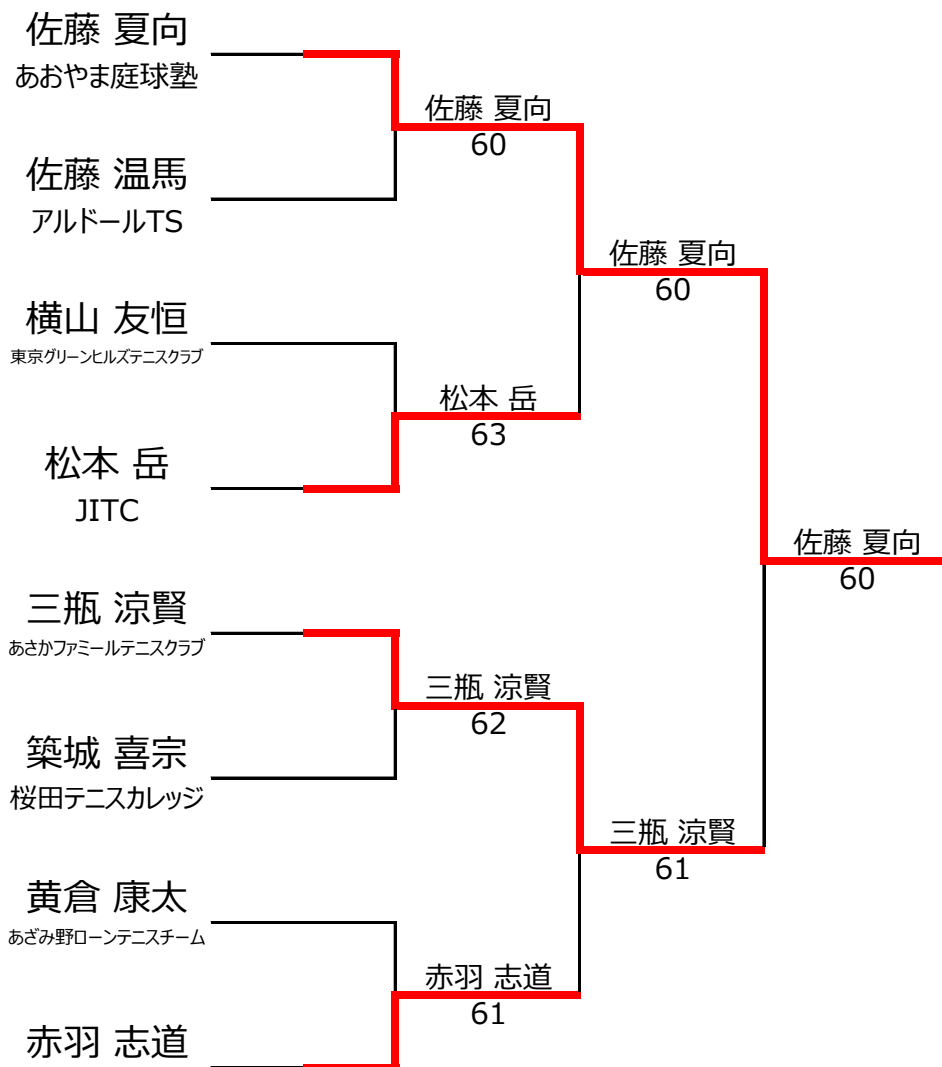 佐藤 夏向
あおやま庭球塾
佐藤 温馬
アルドールTS
横山 友恒
東京グリーンヒルズテニスクラブ
松本 岳
JITC
三瓶 涼賢
あさかファミールテニスクラブ
築城 喜宗
桜田テニスカレッジ
黄倉 康太
あざみ野ローンテニスチーム
赤羽 志道
佐藤 夏向
60
松本 岳
63
三瓶 涼賢
62
赤羽 志道
61
佐藤 夏向
60
三瓶 涼賢
61
佐藤 夏向
60